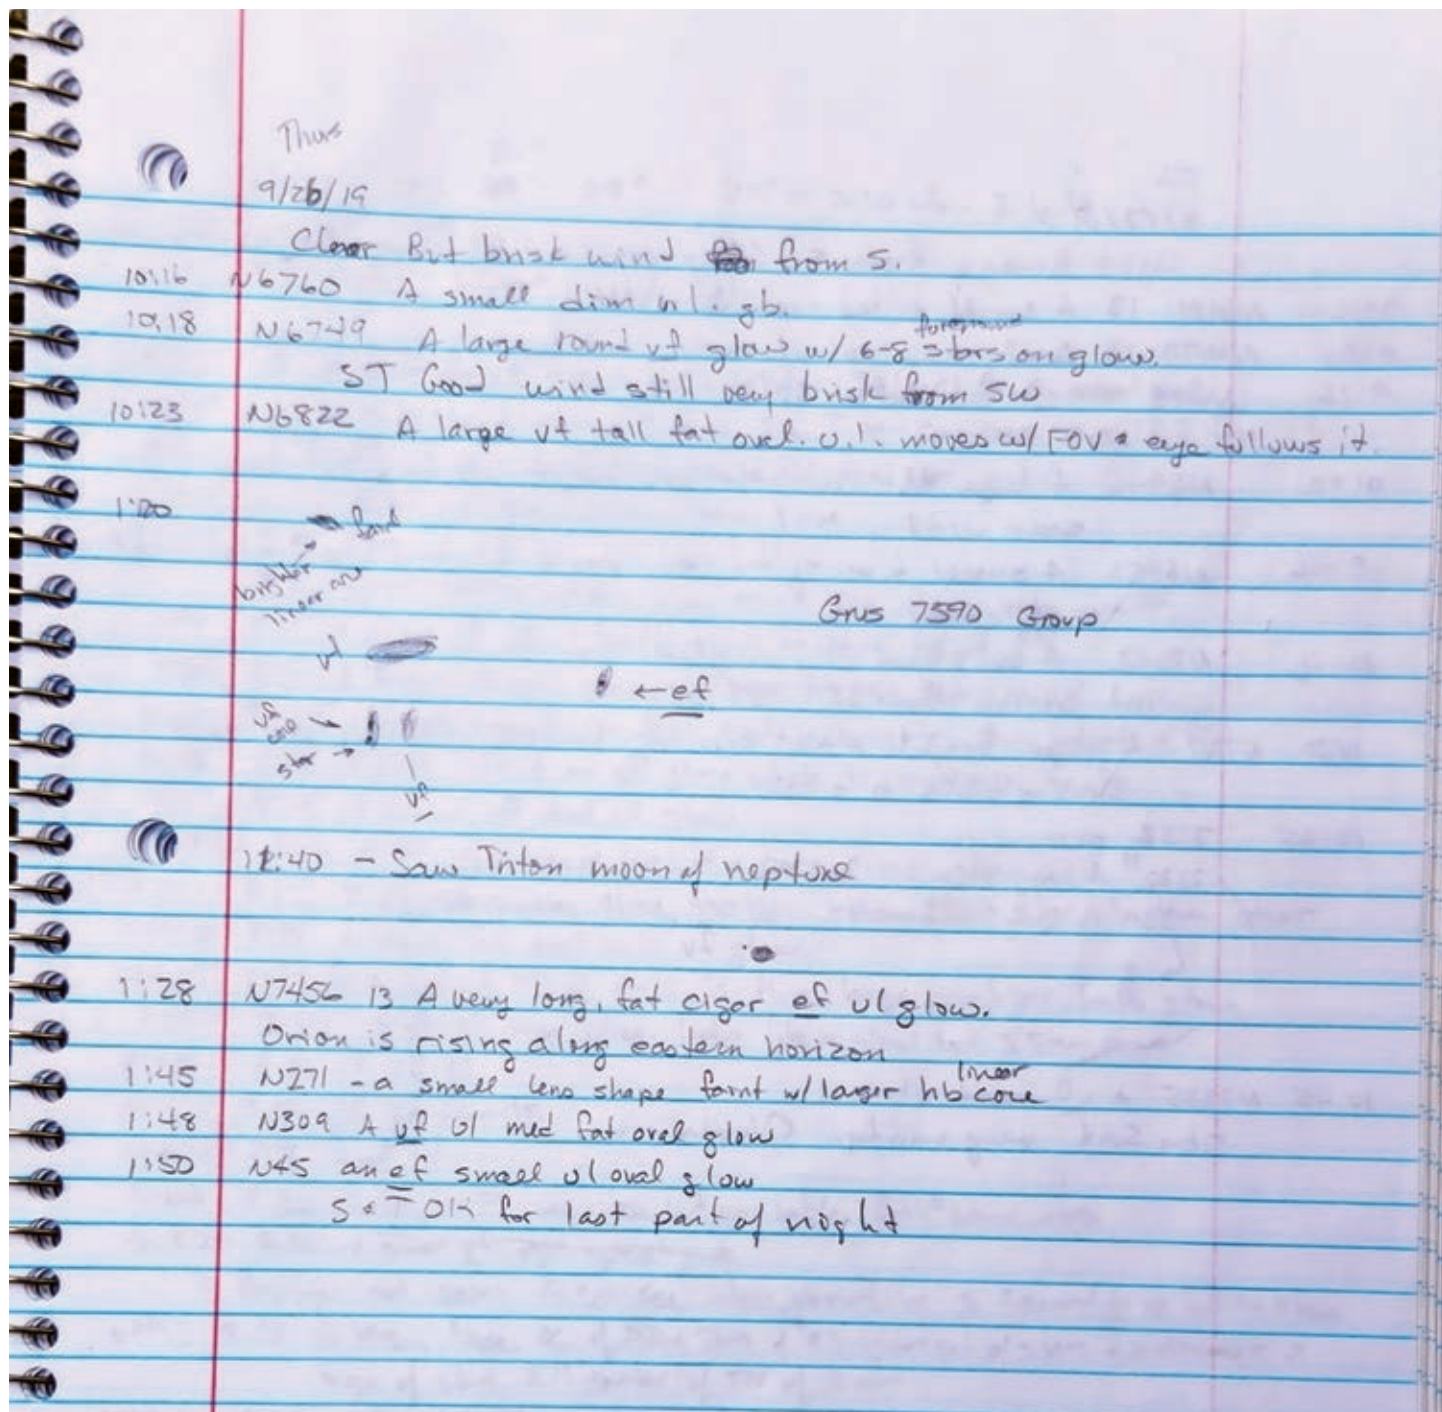 Thurs
9/26/19
Clear But brisk wind from S.
10:16 N6760 A small dim u l. gb.
10:18 N6749 A large round vf glow w/ 6-8 foreground stars on glow.
ST Good wind still very brisk from SW
10:23 N6822 A large vf tall fat oval. u.l. moves w/ FOV & eye follows it.
1:20
faint
brighter
linear
Grus 7590 Group
vf
← ef
star →
vf
:40 - Saw Triton moon of neptune
1:28 N7456 13 A very long, fat cigar ef ul glow.
Orion is rising along eastern horizon
1:45 N271 - a small lens shape faint w/ larger hb linear core
1:48 N309 A vf ul med fat oval glow
1:50 N45 an ef small ul oval glow
S & T OK for last part of night